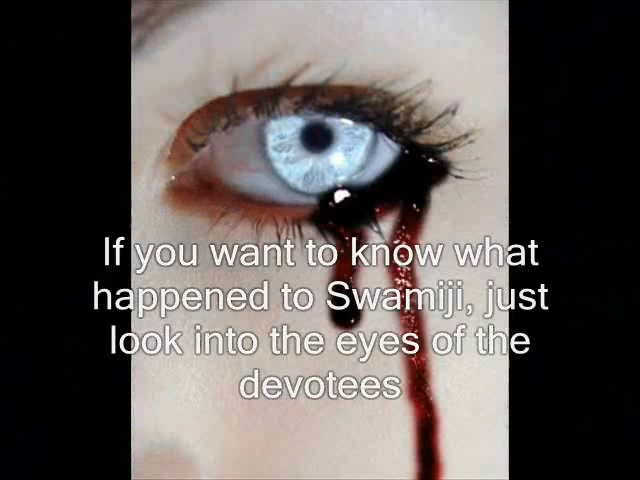 If you want to know what
happened to Swamiji, just
look into the eyes of the
devotees